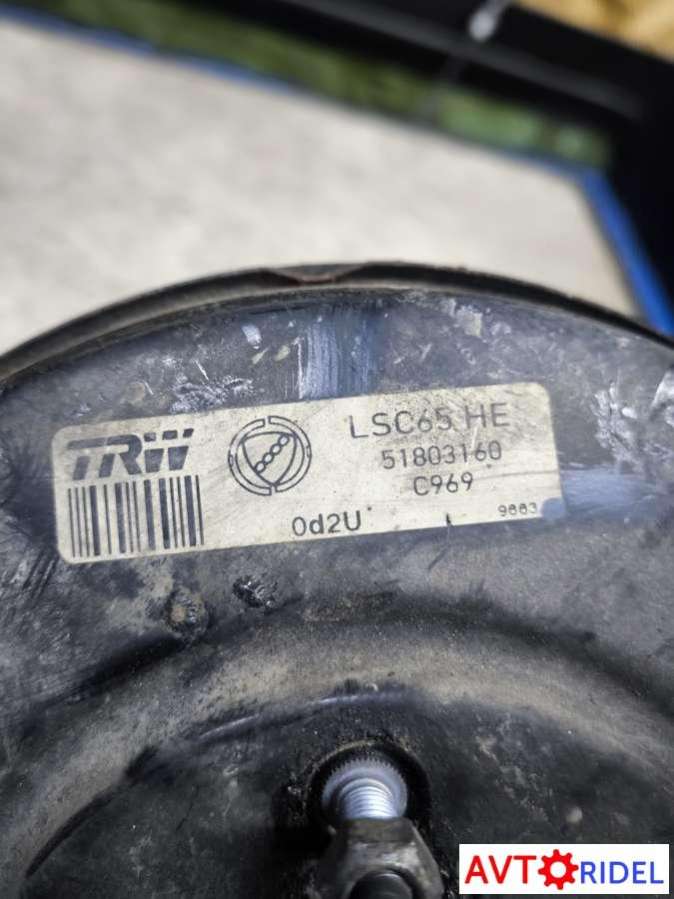 TRW
LSC65 HE
51803160
C969
0d2U
9883
AVTORIDEL